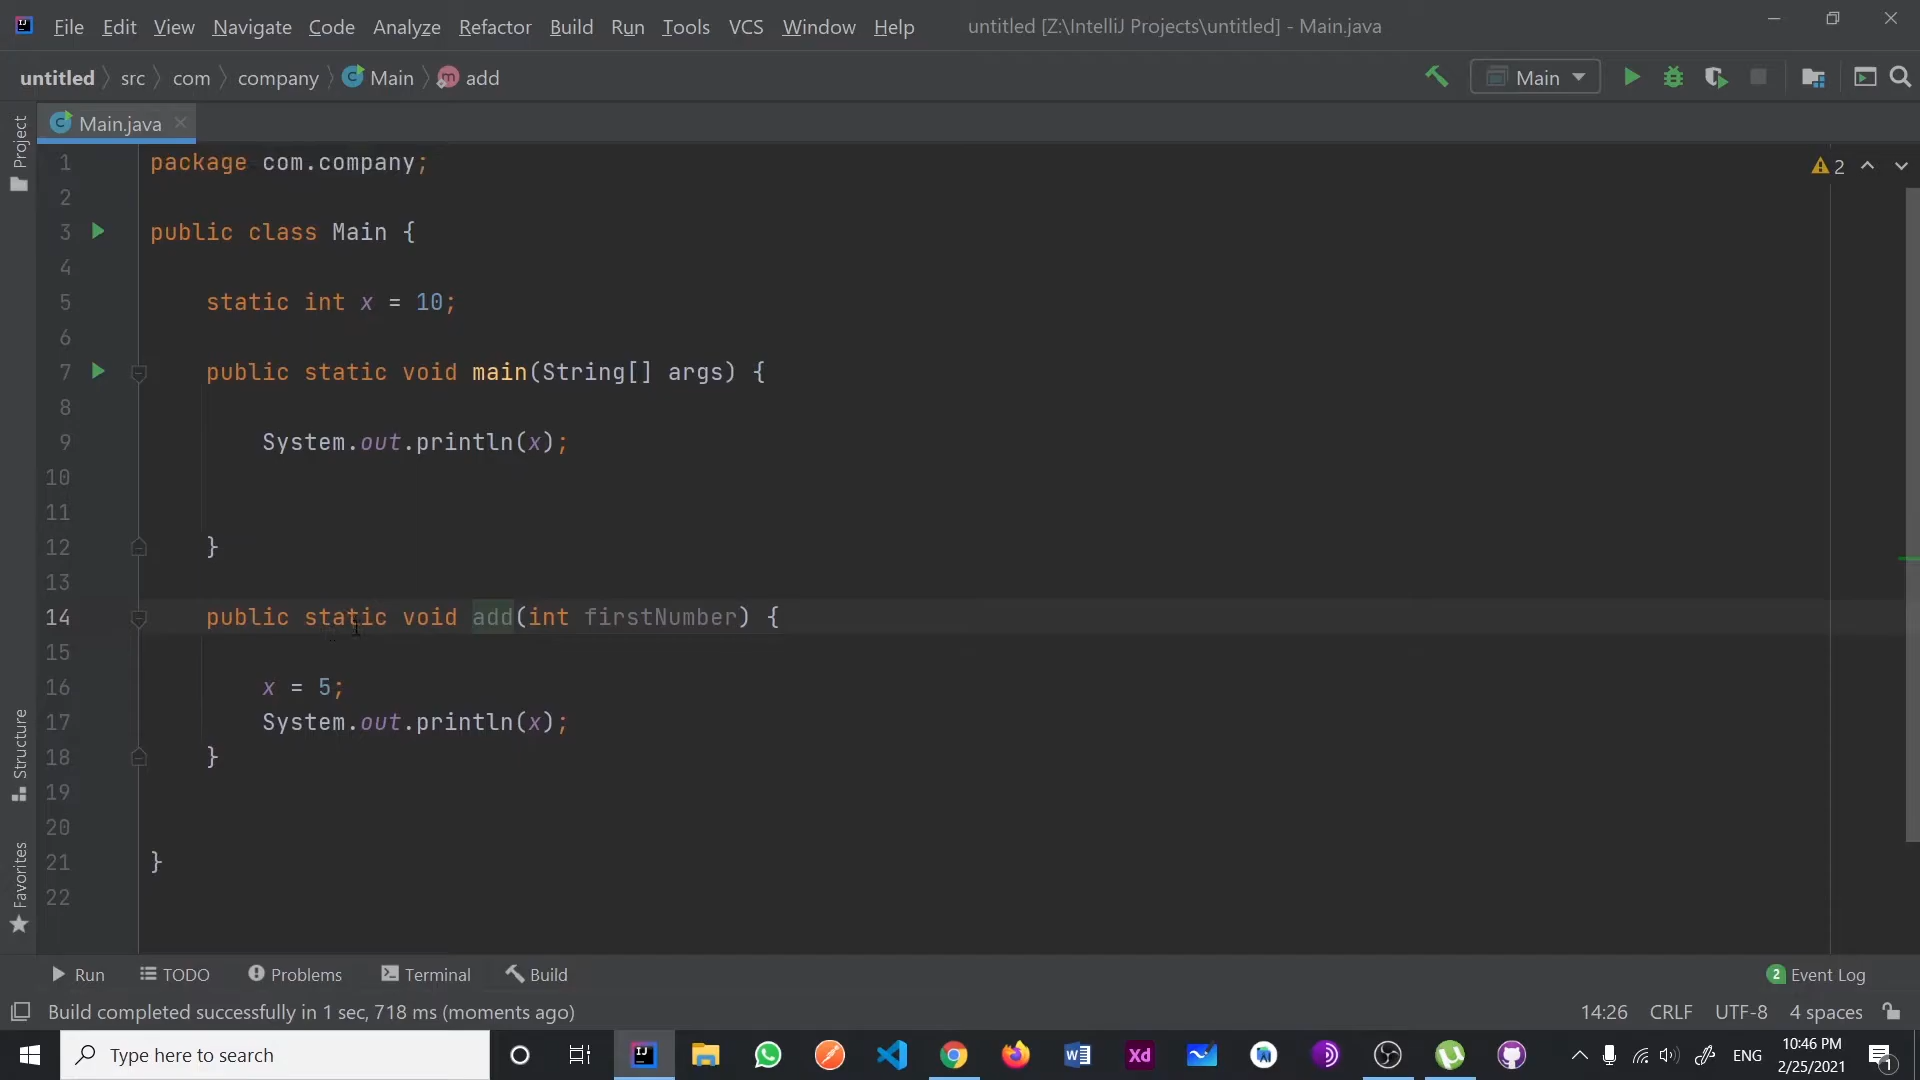 File Edit View Navigate Code Analyze Refactor Build Run Tools VCS Window Help untitled [Z:\IntelliJ Projects\untitled] - Main.java
untitled src com company Main add Main
Project
Main.java
1 package com.company;
2
3 public class Main {
4
5 static int x = 10;
6
7 public static void main(String[] args) {
8
9 System.out.println(x);
10
11
12 }
13
14 public static void add(int firstNumber) {
15
16 x = 5;
17 System.out.println(x);
18 }
19
20
21 }
22
2
Structure
Favorites
Run TODO Problems Terminal Build 2 Event Log
Build completed successfully in 1 sec, 718 ms (moments ago) 14:26 CRLF UTF-8 4 spaces
Type here to search ENG 10:46 PM
2/25/2021
1